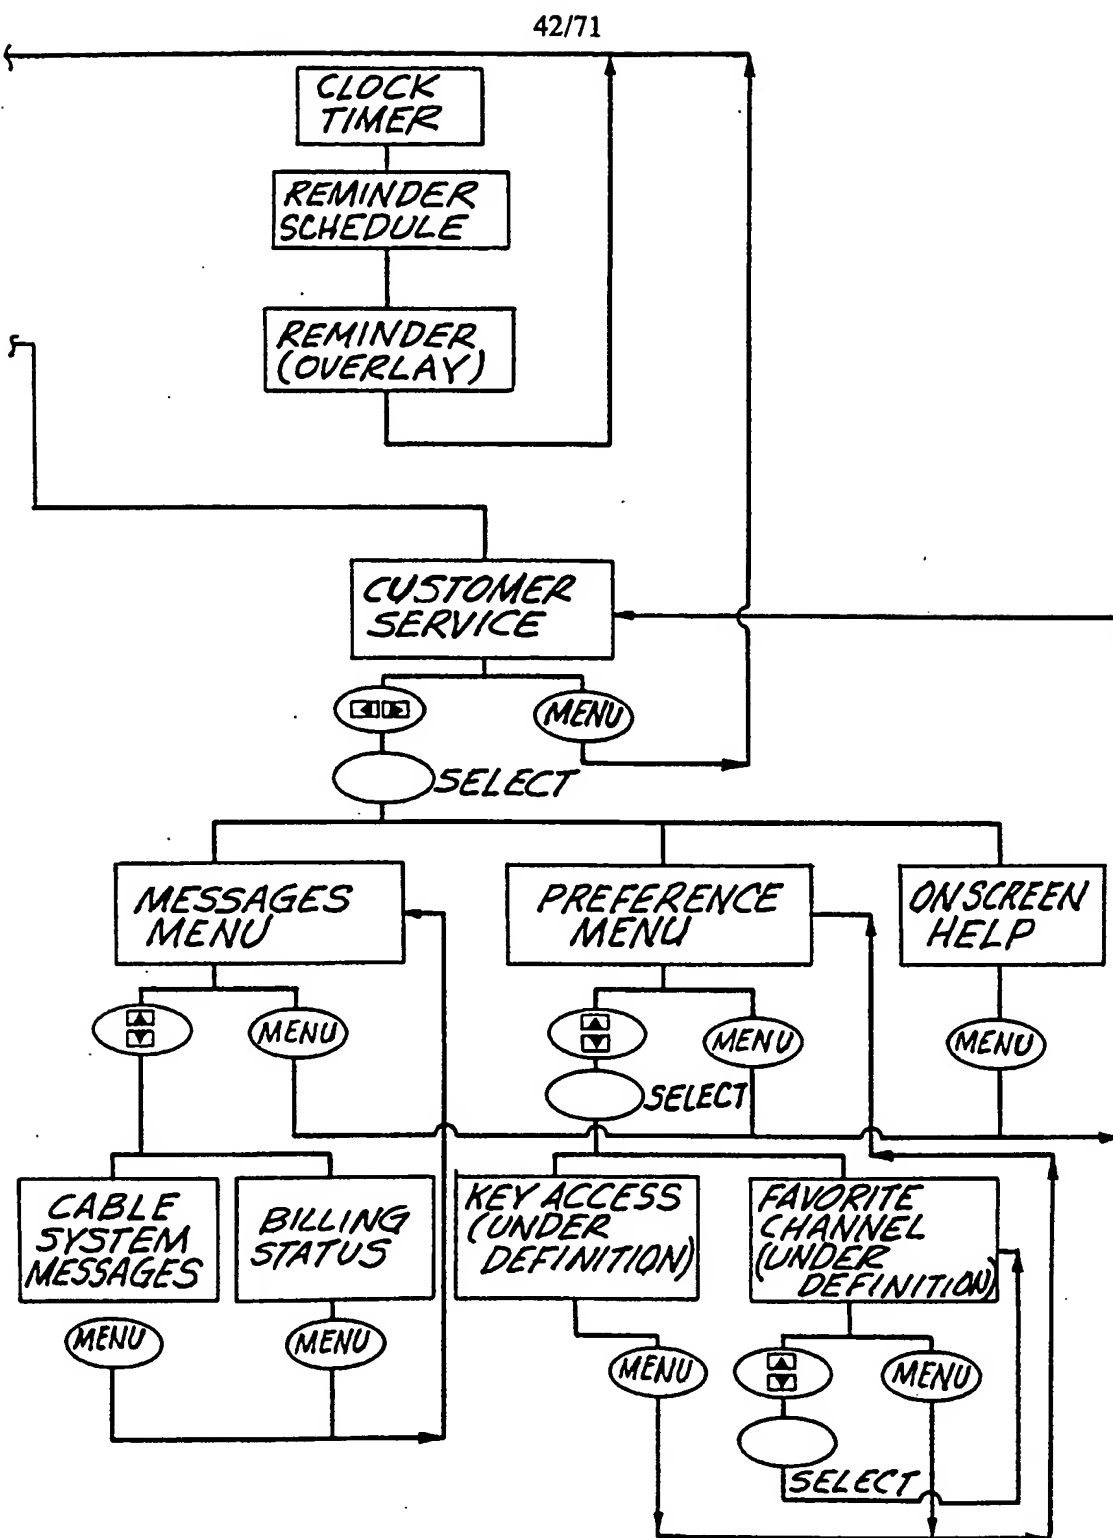 42/71
CLOCK
TIMER
REMINDER
SCHEDULE
REMINDER
(OVERLAY)
CUSTOMER
SERVICE
MENU
SELECT
MESSAGES
MENU
PREFERENCE
MENU
ON SCREEN
HELP
MENU
MENU
MENU
SELECT
CABLE
SYSTEM
MESSAGES
BILLING
STATUS
KEY ACCESS
(UNDER
DEFINITION)
FAVORITE
CHANNEL
(UNDER
DEFINITION)
MENU
MENU
MENU
MENU
SELECT